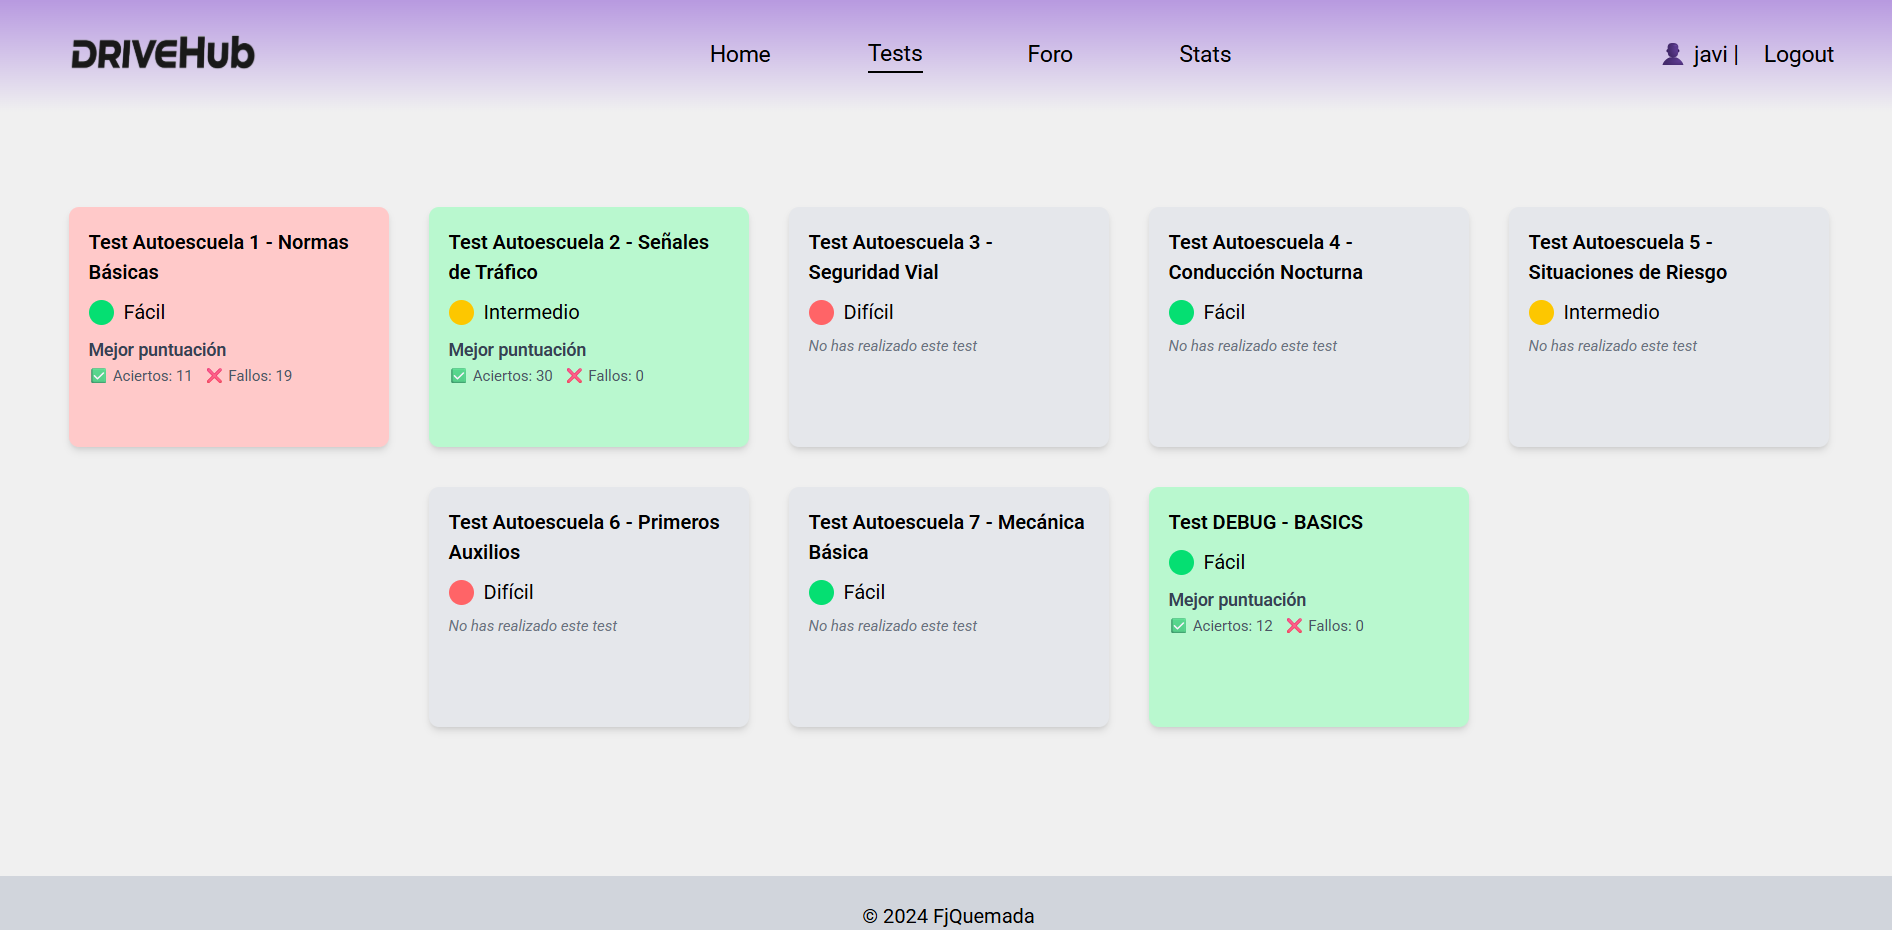 DRIVEHub
Home
Tests
Foro
Stats
javi |
Logout
Test Autoescuela 1 - Normas
Básicas
Fácil
Mejor puntuación
Aciertos: 11 Fallos: 19
Test Autoescuela 2 - Señales
de Tráfico
Intermedio
Mejor puntuación
Aciertos: 30 Fallos: 0
Test Autoescuela 3 -
Seguridad Vial
Difícil
No has realizado este test
Test Autoescuela 4 -
Conducción Nocturna
Fácil
No has realizado este test
Test Autoescuela 5 -
Situaciones de Riesgo
Intermedio
No has realizado este test
Test Autoescuela 6 - Primeros
Auxilios
Difícil
No has realizado este test
Test Autoescuela 7 - Mecánica
Básica
Fácil
No has realizado este test
Test DEBUG - BASICS
Fácil
Mejor puntuación
Aciertos: 12 Fallos: 0
© 2024 FjQuemada